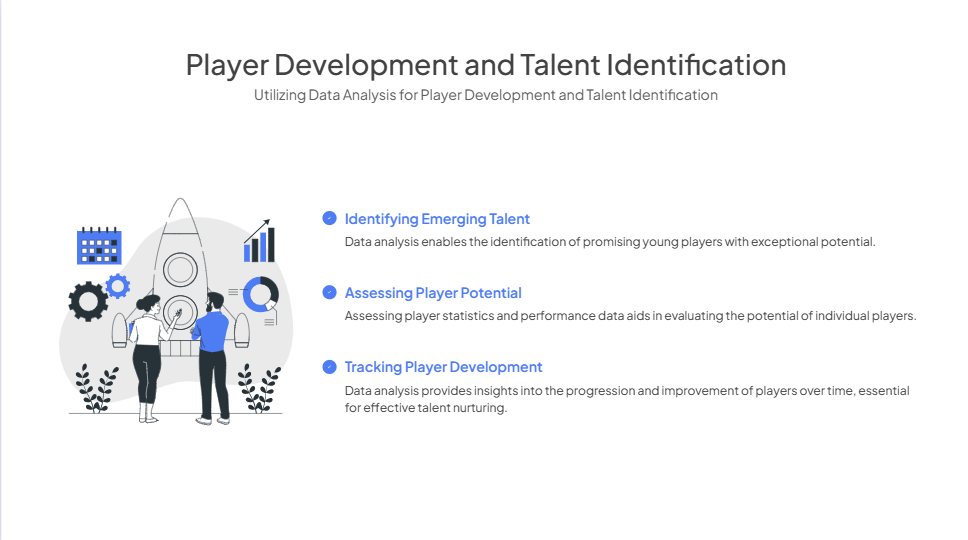 Player Development and Talent Identification
Utilizing Data Analysis for Player Development and Talent Identification
Identifying Emerging Talent
Data analysis enables the identification of promising young players with exceptional potential.
Assessing Player Potential
Assessing player statistics and performance data aids in evaluating the potential of individual players.
Tracking Player Development
Data analysis provides insights into the progression and improvement of players over time, essential
for effective talent nurturing.